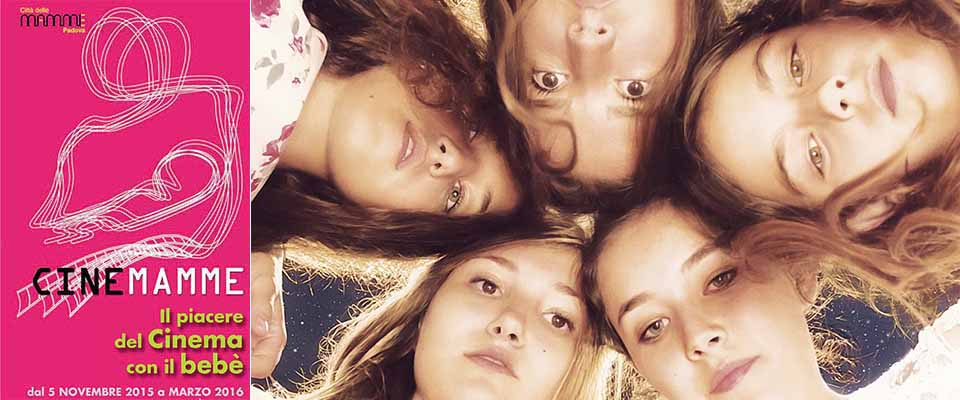 Città delle
MAMME
Padova
CINEMAMME
Il piacere
del Cinema
con il bebè
dal 5 NOVEMBRE 2015 a MARZO 2016